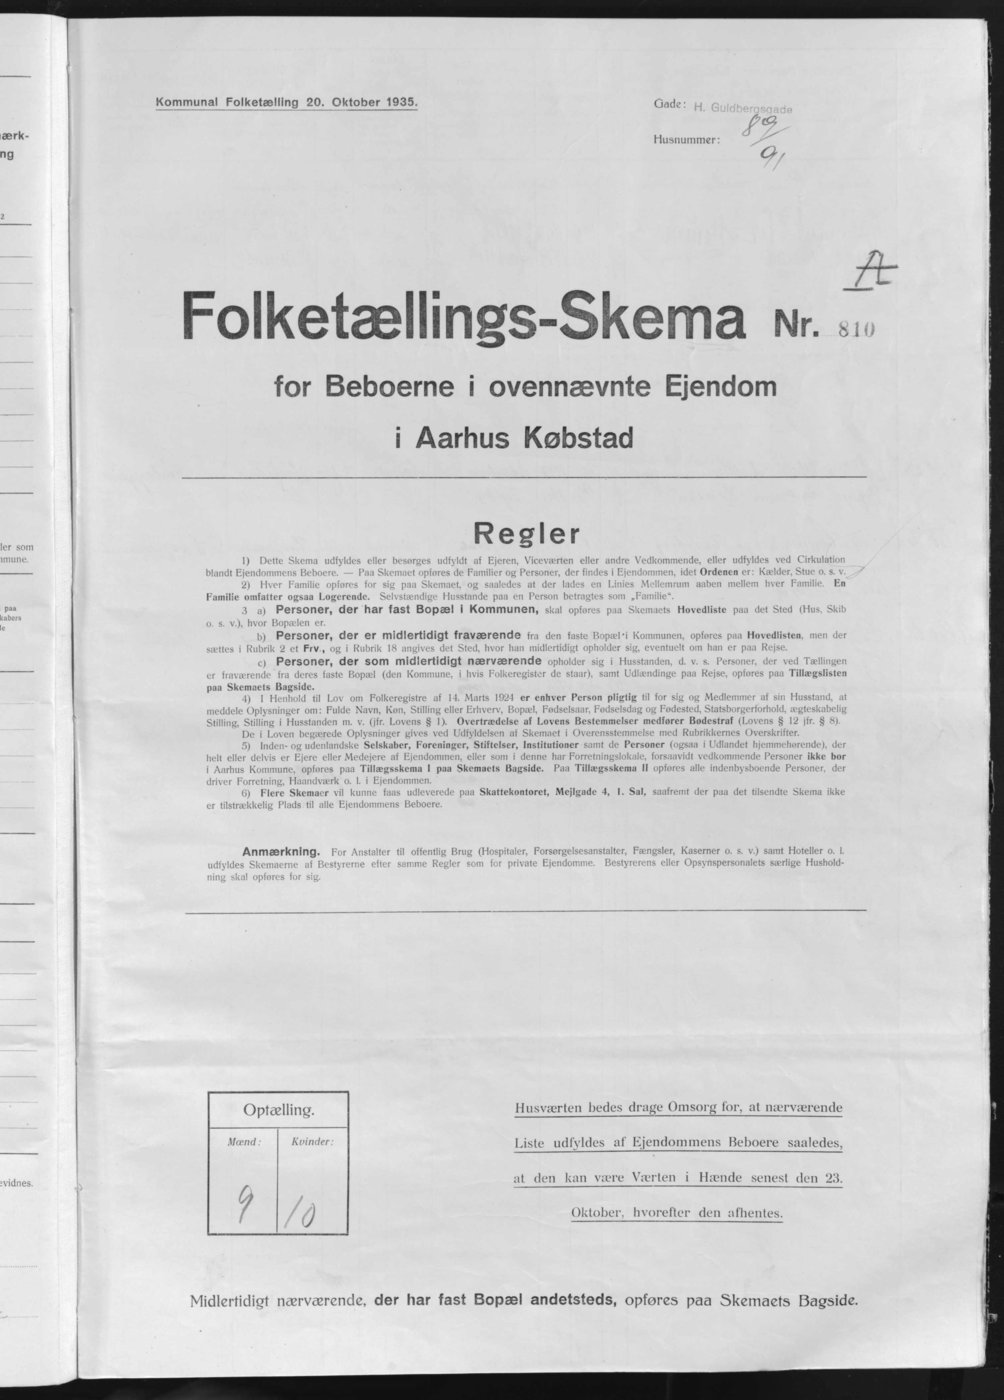 Kommunal Folketælling 20. Oktober 1935.
Gade: H. Guldbergsgade
Husnummer: 89/91
A
Folketællings-Skema Nr. 810
for Beboerne i ovennævnte Ejendom
i Aarhus Købstad
Regler
1) Dette Skema udfyldes eller besørges udfyldt af Ejeren, Viceværten eller andre Vedkommende, eller udfyldes ved Cirkulation
blandt Ejendommens Beboere. — Paa Skemaet opføres de Familier og Personer, der findes i Ejendommen, idet Ordenen er: Kælder, Stue o. s. v.
2) Hver Familie opføres for sig paa Skemaet, og saaledes at der lades en Linies Mellemrum aaben mellem hver Familie. En
Familie omfatter ogsaa Logerende. Selvstændige Husstande paa en Person betragtes som „Familie“.
3 a) Personer, der har fast Bopæl i Kommunen, skal opføres paa Skemaets Hovedliste paa det Sted (Hus, Skib
o. s. v.), hvor Bopælen er.
b) Personer, der er midlertidigt fraværende fra den faste Bopæl i Kommunen, opføres paa Hovedlisten, men der
sættes i Rubrik 2 et Frv., og i Rubrik 18 angives det Sted, hvor han midlertidigt opholder sig, eventuelt om han er paa Rejse.
c) Personer, der som midlertidigt nærværende opholder sig i Husstanden, d. v. s. Personer, der ved Tællingen
er fraværende fra deres faste Bopæl (den Kommune, i hvis Folkeregister de staar), samt Udlændinge paa Rejse, opføres paa Tillægslisten
paa Skemaets Bagside.
4) I Henhold til Lov om Folkeregistre af 14. Marts 1924 er enhver Person pligtig til for sig og Medlemmer af sin Husstand, at
meddele Oplysninger om: Fulde Navn, Køn, Stilling eller Erhverv, Bopæl, Fødselsaar, Fødselsdag og Fødested, Statsborgerforhold, ægteskabelig
Stilling, Stilling i Husstanden m. v. (jfr. Lovens § 1). Overtrædelse af Lovens Bestemmelser medfører Bødestraf (Lovens § 12 jfr. § 8).
De i Loven begærede Oplysninger gives ved Udfyldelsen af Skemaet i Overensstemmelse med Rubrikkernes Overskrifter.
5) Inden- og udenlandske Selskaber, Foreninger, Stiftelser, Institutioner samt de Personer (ogsaa i Udlandet hjemmehørende), der
helt eller delvis er Ejere eller Medejere af Ejendommen, eller som i denne har Forretningslokale, forsaavidt vedkommende Personer ikke bor
i Aarhus Kommune, opføres paa Tillægsskema I paa Skemaets Bagside. Paa Tillægsskema II opføres alle indenbysboende Personer, der
driver Forretning, Haandværk o. l. i Ejendommen.
6) Flere Skemaer vil kunne faas udleverede paa Skattekontoret, Mejlgade 4, 1. Sal, saafremt der paa det tilsendte Skema ikke
er tilstrækkelig Plads til alle Ejendommens Beboere.
Anmærkning. For Anstalter til offentlig Brug (Hospitaler, Forsørgelsesanstalter, Fængsler, Kaserner o. s. v.) samt Hoteller o. l.
udfyldes Skemaerne af Bestyrerne efter samme Regler som for private Ejendomme. Bestyrerens eller Opsynspersonalets særlige Hushold-
ning skal opføres for sig.
Optælling.
Mænd: Kvinder:
9 10
Husværten bedes drage Omsorg for, at nærværende
Liste udfyldes af Ejendommens Beboere saaledes,
at den kan være Værten i Hænde senest den 23.
Oktober, hvorefter den afhentes.
Midlertidigt nærværende, der har fast Bopæl andetsteds, opføres paa Skemaets Bagside.